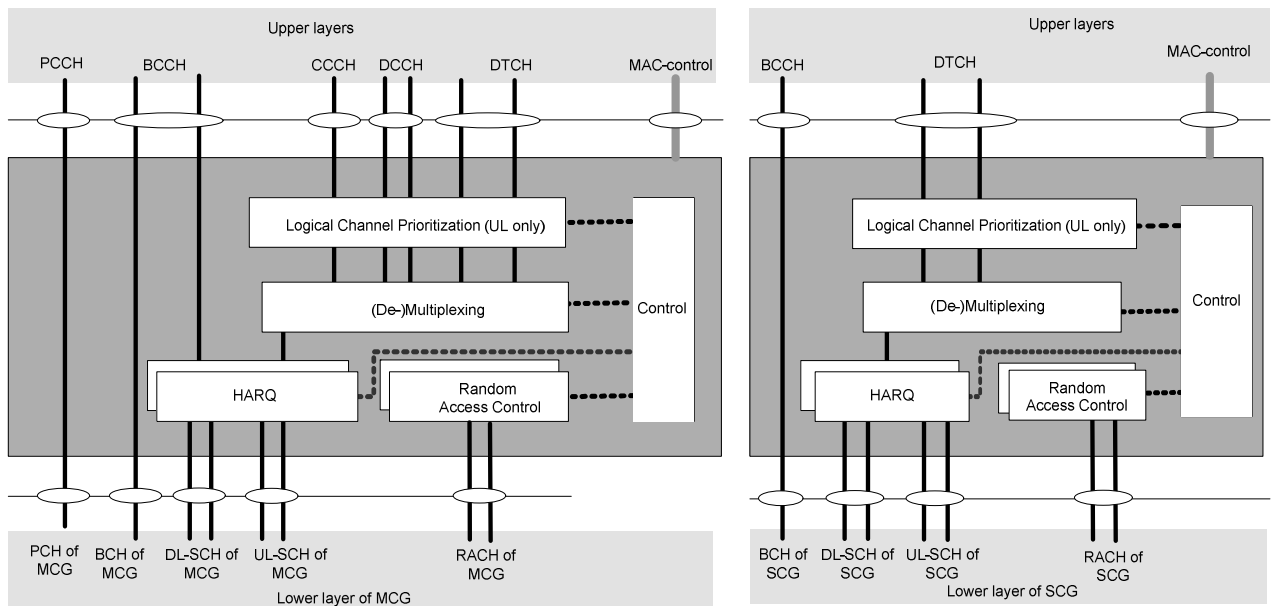 Upper layers
PCCH
BCCH
CCCH
DCCH
DTCH
MAC-control
Logical Channel Prioritization (UL only)
(De-)Multiplexing
Control
HARQ
Random
Access Control
PCH of
MCG
BCH of
MCG
DL-SCH of
MCG
UL-SCH of
MCG
RACH of
MCG
Lower layer of MCG
Upper layers
BCCH
DTCH
MAC-control
Logical Channel Prioritization (UL only)
(De-)Multiplexing
Control
HARQ
Random
Access Control
BCH of
SCG
DL-SCH of
SCG
UL-SCH of
SCG
RACH of
SCG
Lower layer of SCG